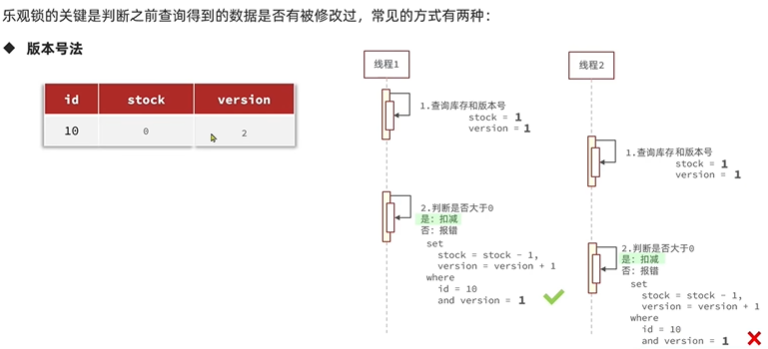 乐观锁的关键是判断之前查询得到的数据是否有被修改过，常见的方式有两种：
◆ 版本号法
id stock version
10 0 2
线程1
1.查询库存和版本号
stock = 1
version = 1
2.判断是否大于0
是：扣减
否：报错
set
stock = stock - 1,
version = version + 1
where
id = 10
and version = 1
线程2
1.查询库存和版本号
stock = 1
version = 1
2.判断是否大于0
是：扣减
否：报错
set
stock = stock - 1,
version = version + 1
where
id = 10
and version = 1